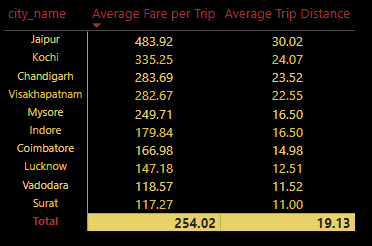 city_name Average Fare per Trip Average Trip Distance
Jaipur 483.92 30.02
Kochi 335.25 24.07
Chandigarh 283.69 23.52
Visakhapatnam 282.67 22.55
Mysore 249.71 16.50
Indore 179.84 16.50
Coimbatore 166.98 14.98
Lucknow 147.18 12.51
Vadodara 118.57 11.52
Surat 117.27 11.00
Total 254.02 19.13